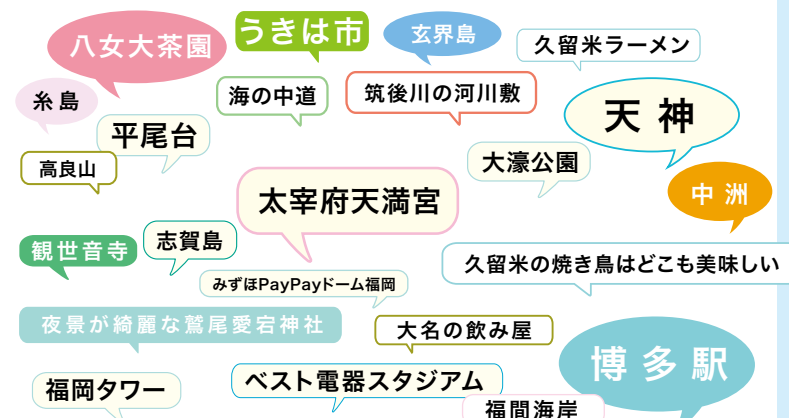 八女大茶園
うきは市
玄界島
久留米ラーメン
糸島
海の中道
筑後川の河川敷
天神
平尾台
高良山
大濠公園
太宰府天満宮
中洲
観世音寺
志賀島
久留米の焼き鳥はどこも美味しい
みずほPayPayドーム福岡
夜景が綺麗な鷲尾愛宕神社
大名の飲み屋
博多駅
福岡タワー
ベスト電器スタジアム
福間海岸